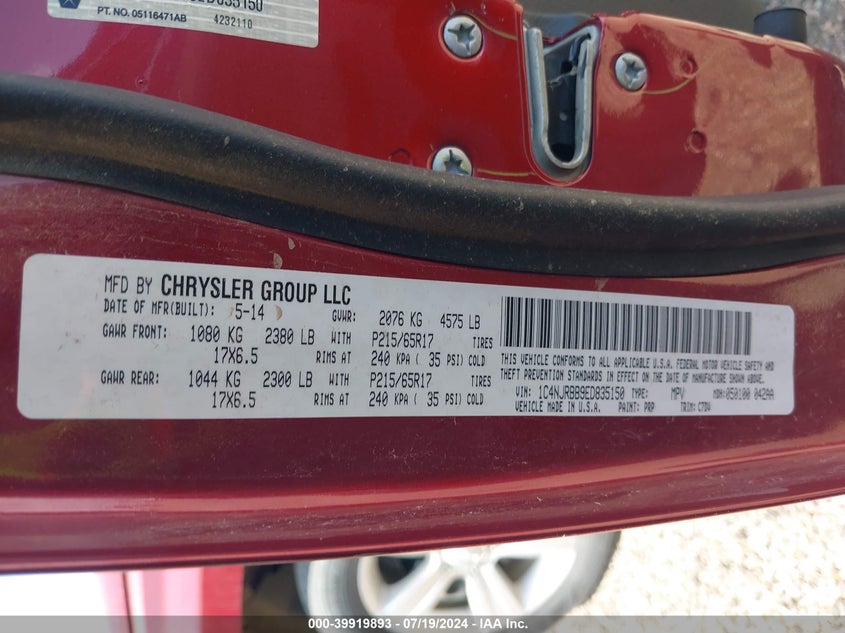 D835150
PT. NO. 05116471AB 4232110
MFD BY CHRYSLER GROUP LLC
DATE OF MFR(BUILT): 5-14 GVWR: 2076 KG 4575 LB
GAWR FRONT: 1080 KG 2380 LB WITH P215/65R17 TIRES
17X6.5 RIMS AT 240 KPA ( 35 PSI) COLD
GAWR REAR: 1044 KG 2300 LB WITH P215/65R17 TIRES
17X6.5 RIMS AT 240 KPA ( 35 PSI) COLD
THIS VEHICLE CONFORMS TO ALL APPLICABLE U.S.A. FEDERAL MOTOR VEHICLE SAFETY AND
THEFT PREVENTION STANDARDS IN EFFECT ON THE DATE OF MANUFACTURE SHOWN ABOVE.
VIN: 1C4NJRBB9ED835150 TYPE: MPV MDH: 050100 042AA
VEHICLE MADE IN U.S.A. PAINT: PRP TRIM: C7DV
000-39919893 - 07/19/2024 - IAA Inc.